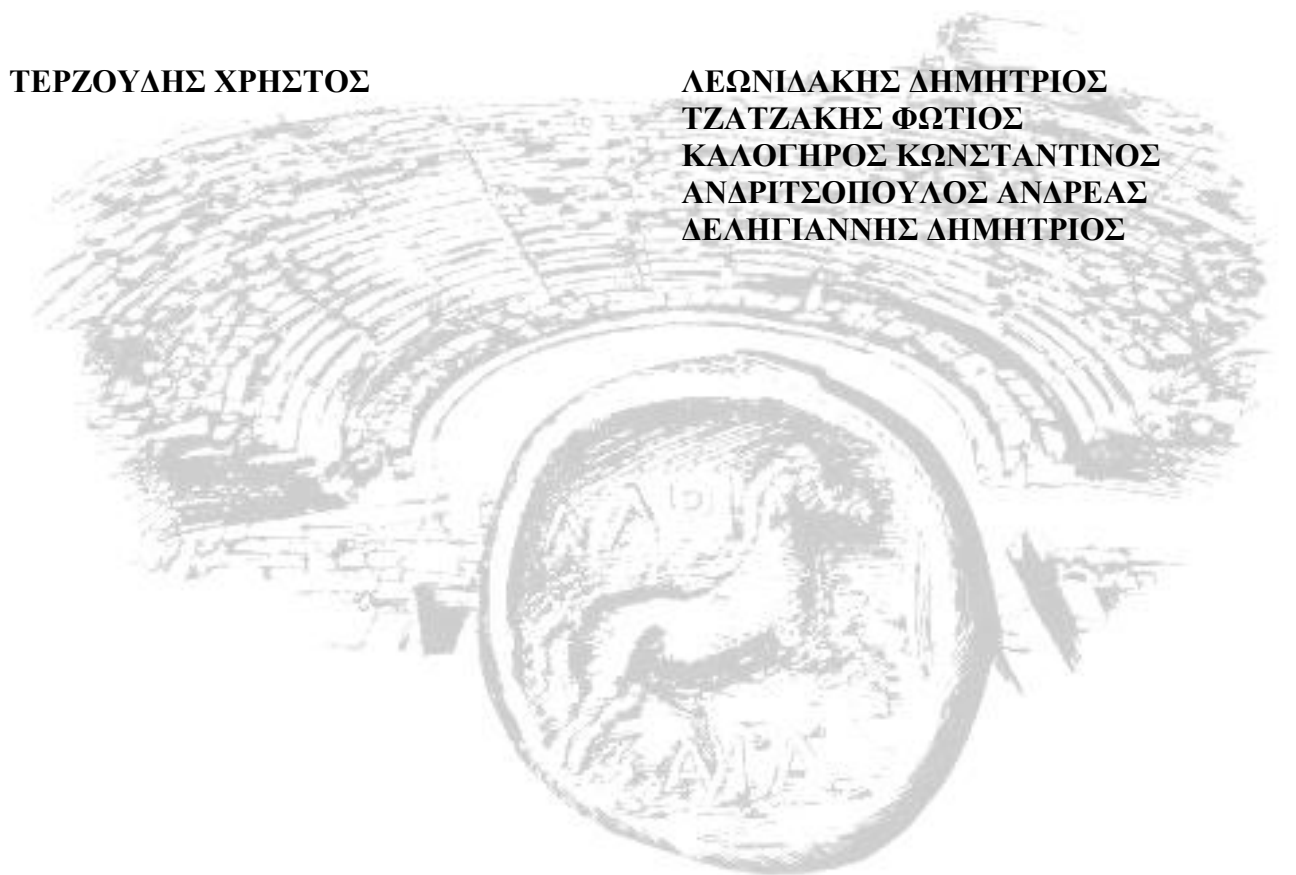 ΤΕΡΖΟΥΔΗΣ ΧΡΗΣΤΟΣ
ΛΕΩΝΙΔΑΚΗΣ ΔΗΜΗΤΡΙΟΣ
ΤΖΑΤΖΑΚΗΣ ΦΩΤΙΟΣ
ΚΑΛΟΓΗΡΟΣ ΚΩΝΣΤΑΝΤΙΝΟΣ
ΑΝΔΡΙΤΣΟΠΟΥΛΟΣ ΑΝΔΡΕΑΣ
ΔΕΛΗΓΙΑΝΝΗΣ ΔΗΜΗΤΡΙΟΣ